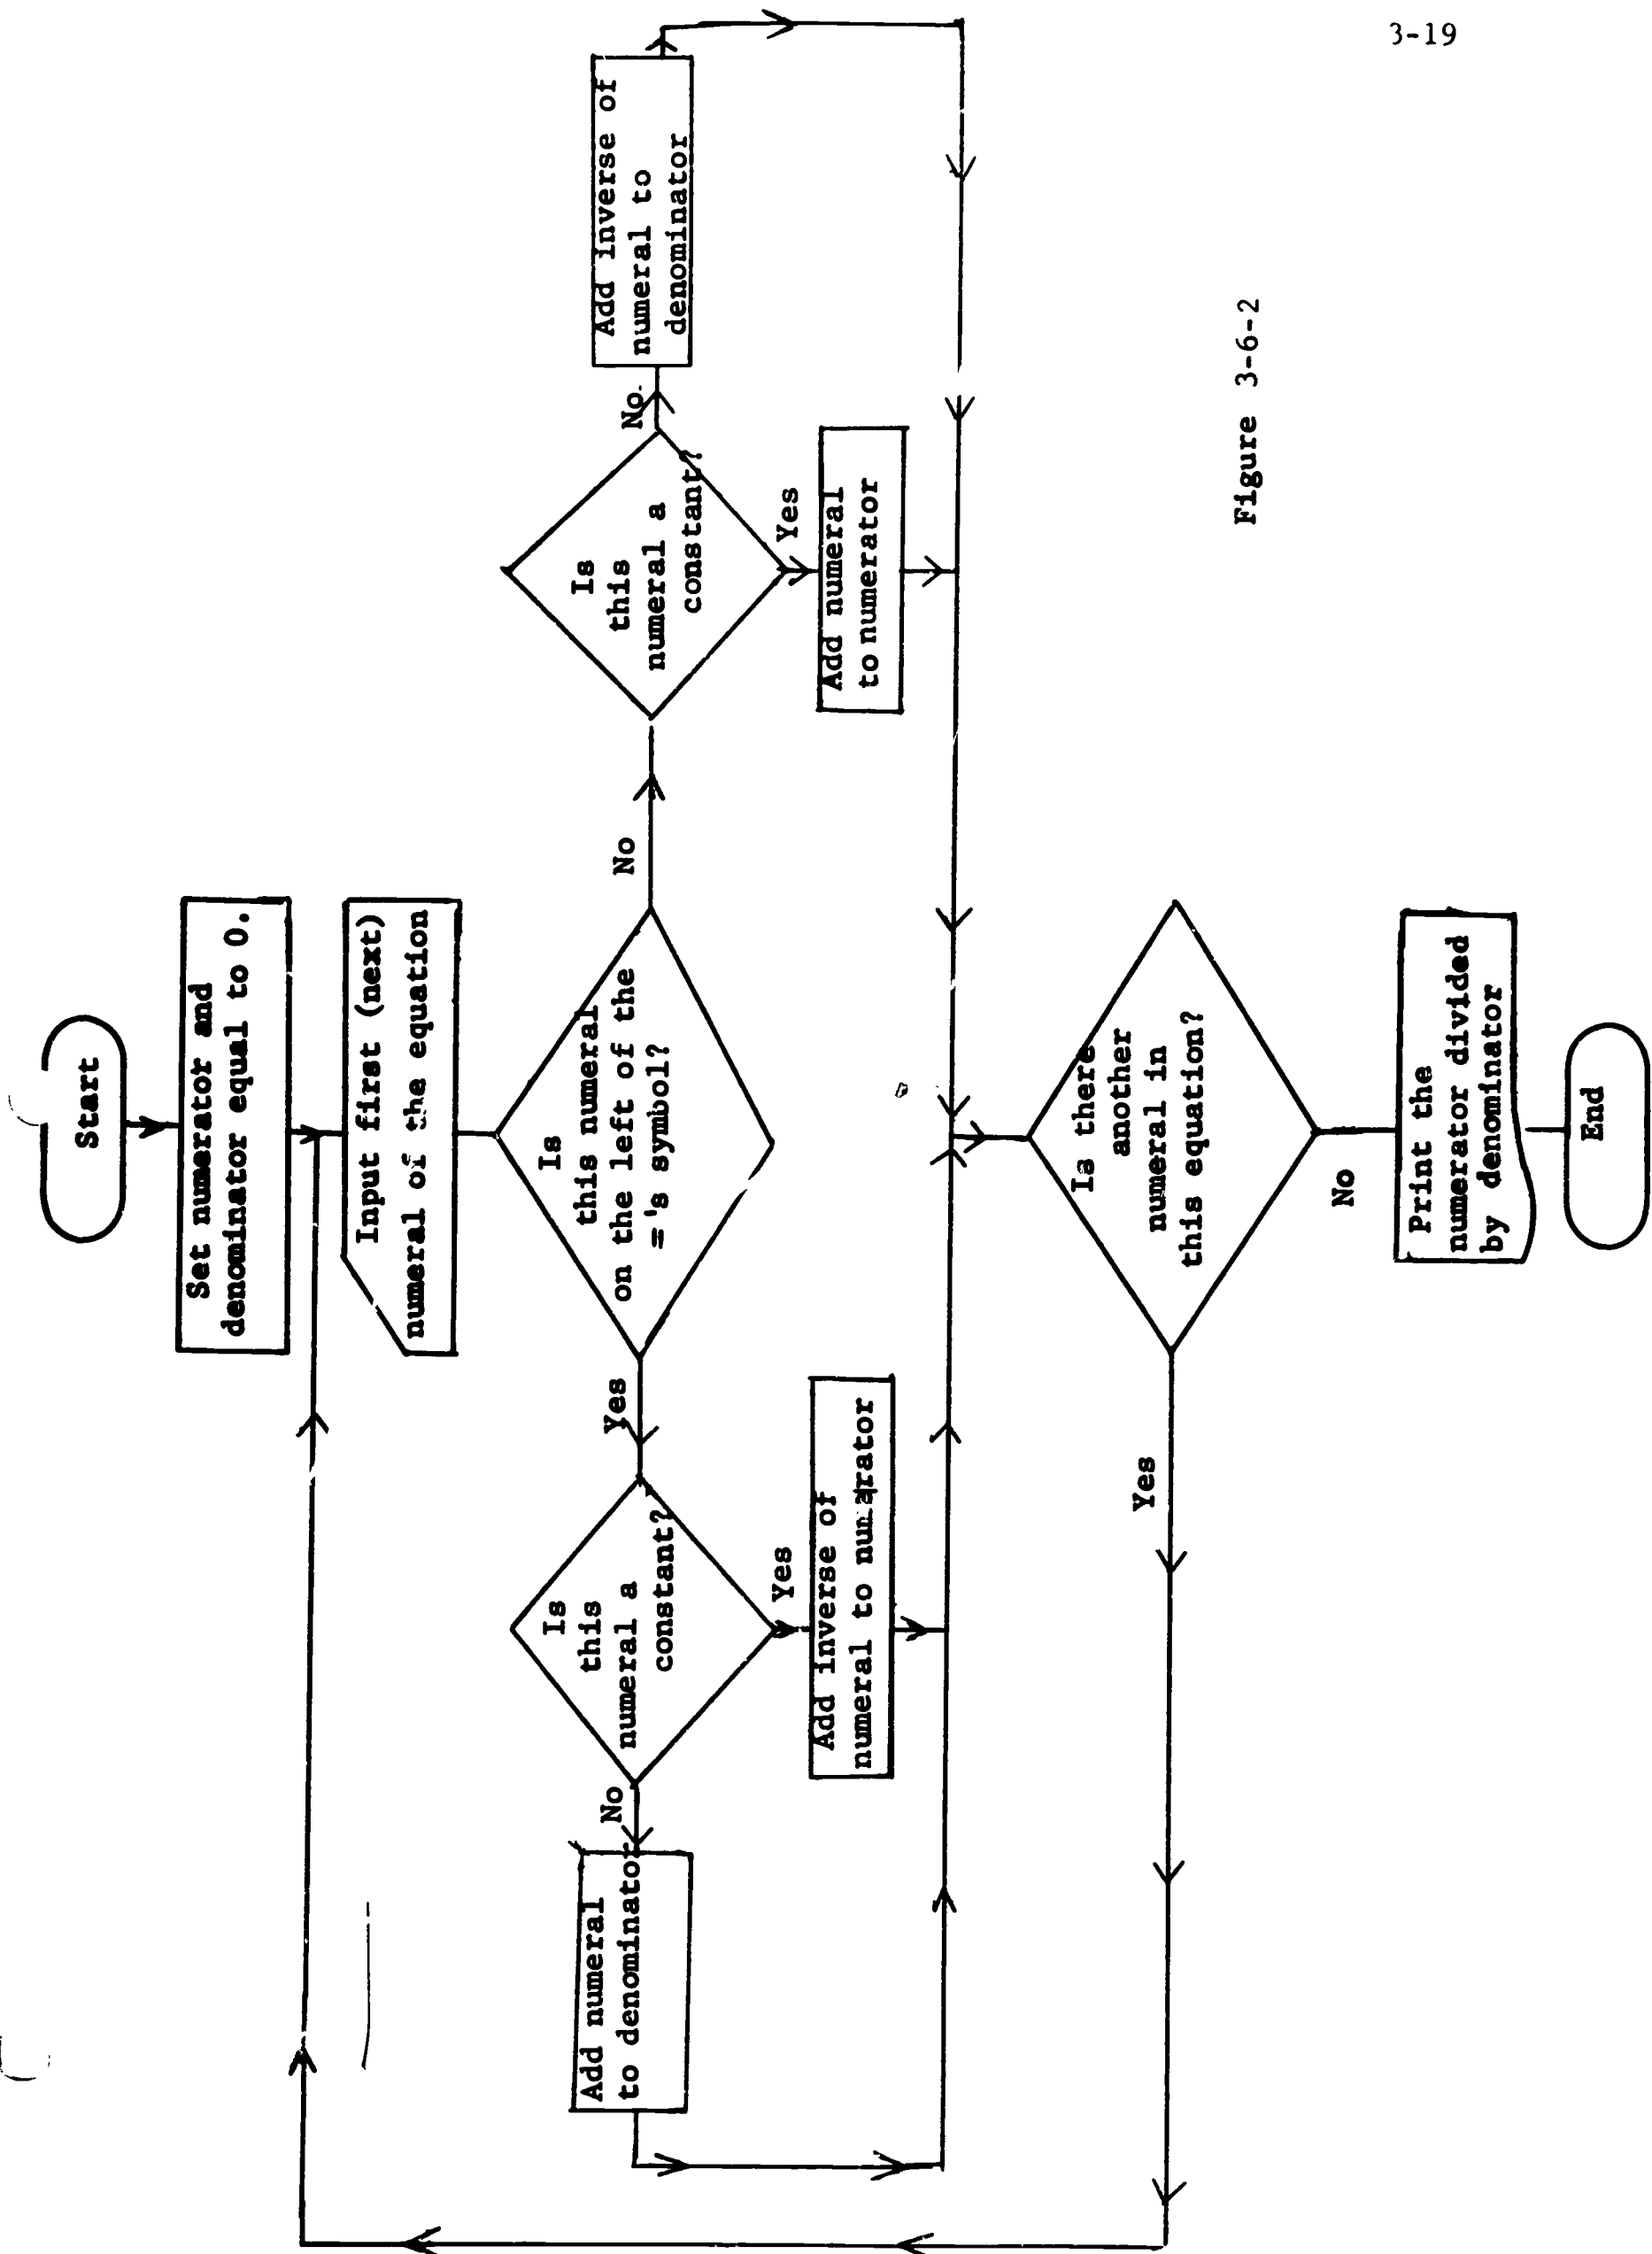 3-19
Start
Set numerator and
denominator equal to 0.
Input first (next)
numeral of the equation
Is
this numeral
on the left of the
='s symbol?
Yes
No
Is
this
numeral a
constant?
No
Yes
Add numeral
to denominator
Add inverse of
numeral to numerator
Is
this
numeral a
constant?
No
Yes
Add inverse of
numeral to
denominator
Add numeral
to numerator
Is there
another
numeral in
this equation?
Yes
No
Print the
numerator divided
by denominator
End
Figure 3-6-2